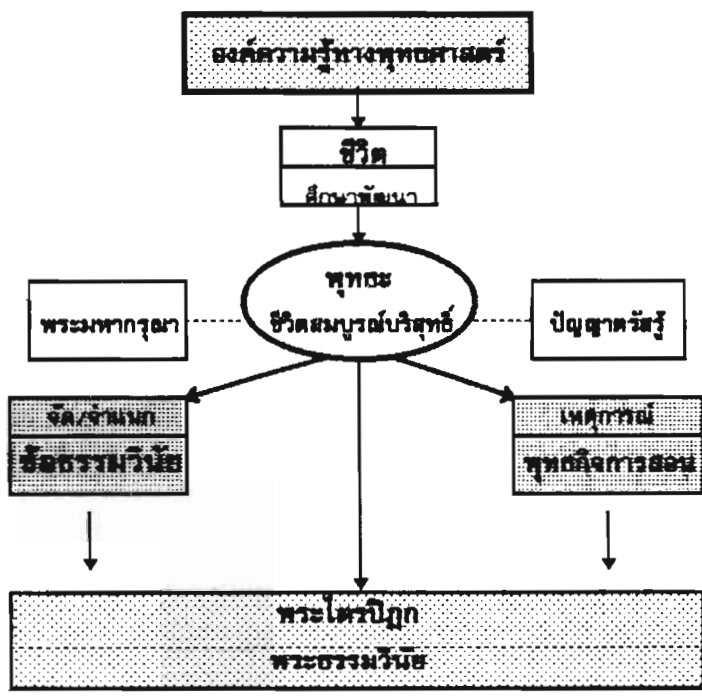 องค์ความรู้ทางพุทธศาสตร์
ชีวิต
ศึกษาพัฒนา
พุทธะ
ชีวิตสมบูรณ์บริสุทธิ์
พระมหากรุณา
ปัญญาตรัสรู้
จัด/จำแนก
ข้อธรรมวินัย
เหตุการณ์
พุทธกิจการสอน
พระไตรปิฎก
พระธรรมวินัย